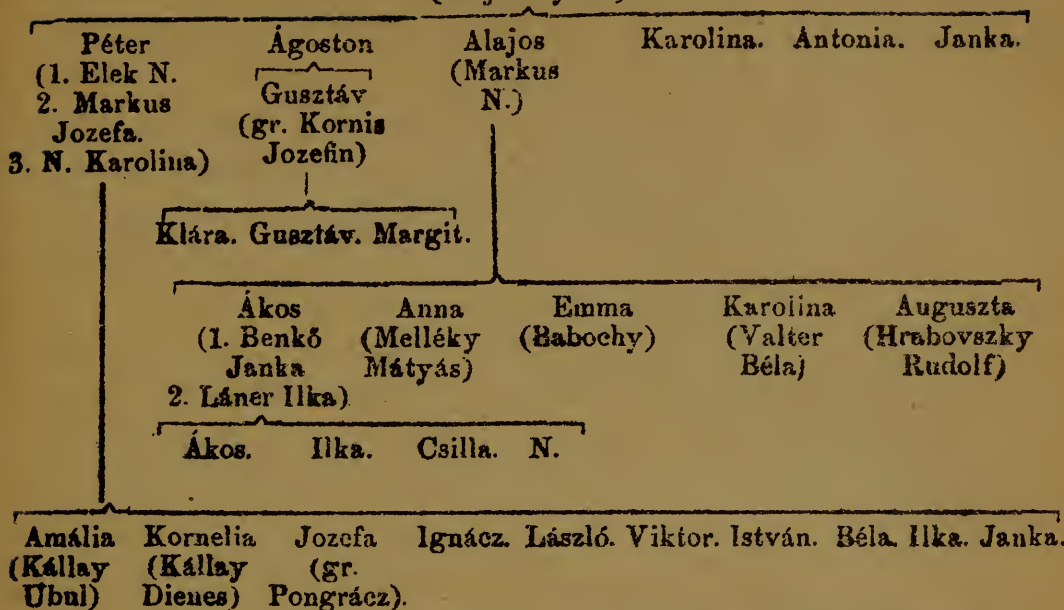 Péter Ágoston Alajos Karolina. Antonia. Janka.
(1. Elek N. (Markus
Gusztáv N.)
2. Markus (gr. Kornis
Jozefa. Jozefin)
3. N. Karolina)
Klára. Gusztáv. Margit.
Ákos Anna Emma Karolina Auguszta
(1. Benkő (Melléky (Babochy) (Valter (Hrabovszky
Janka Mátyás) Béla) Rudolf)
2. Láner Ilka)
Ákos. Ilka. Csilla. N.
Amália Kornelia Jozefa Ignácz. László. Viktor. István. Béla. Ilka. Janka.
(Kállay (Kállay (gr.
Ubul) Dienes) Pongrácz).